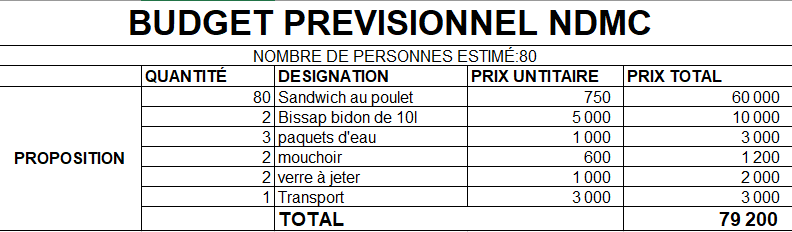 BUDGET PREVISIONNEL NDMC
NOMBRE DE PERSONNES ESTIMÉ:80
QUANTITÉ DESIGNATION PRIX UNTITAIRE PRIX TOTAL
80 Sandwich au poulet 750 60 000
2 Bissap bidon de 10l 5 000 10 000
3 paquets d'eau 1 000 3 000
PROPOSITION 2 mouchoir 600 1 200
2 verre à jeter 1 000 2 000
1 Transport 3 000 3 000
TOTAL 79 200